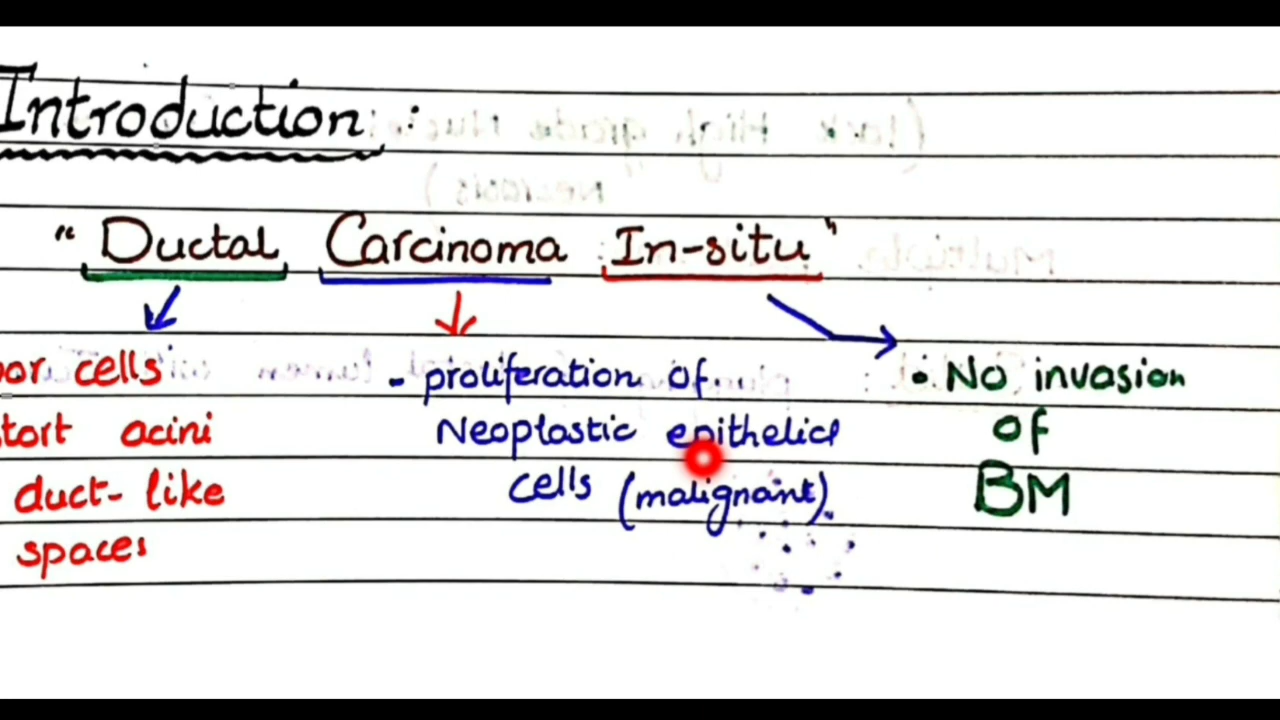 Introduction :
" Ductal Carcinoma In-situ "
cells
acini
duct-like
spaces
- proliferation of
Neoplastic epithelial
cells (malignant).
• No invasion
of
BM